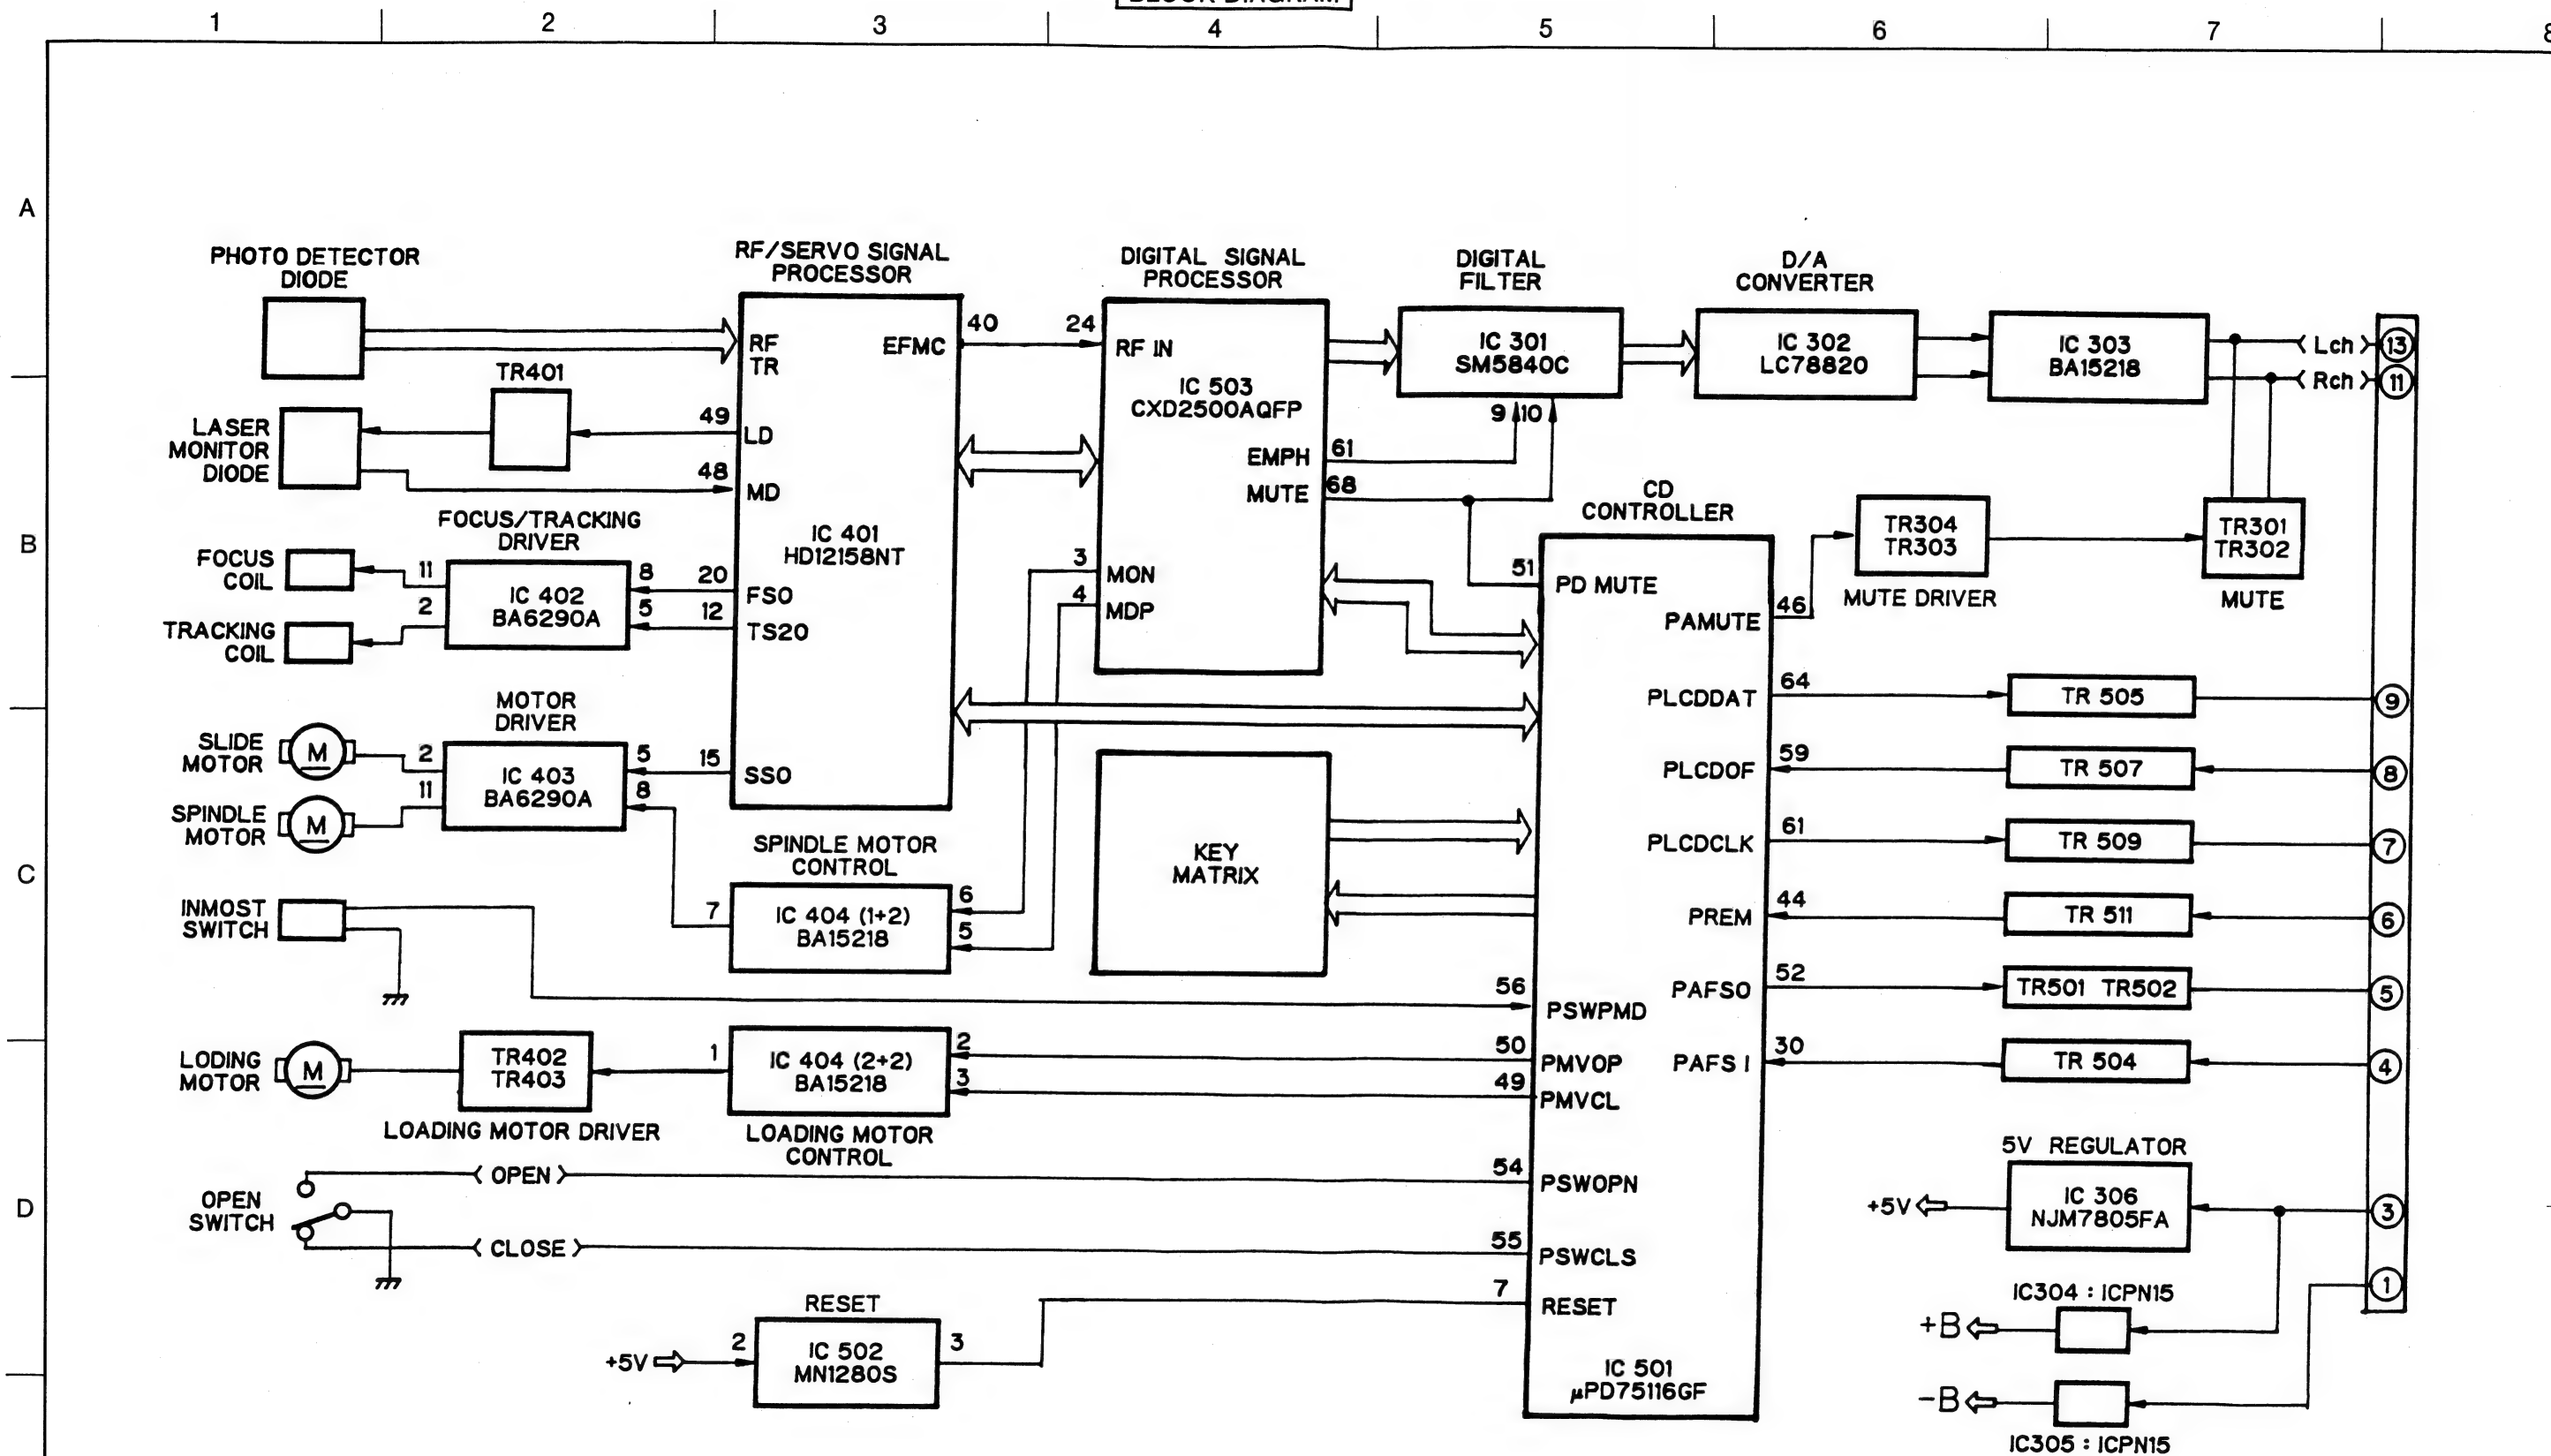 BLOCK DIAGRAM
1 2 3 4 5 6 7 8
A
PHOTO DETECTOR
DIODE
RF/SERVO SIGNAL
PROCESSOR
DIGITAL SIGNAL
PROCESSOR
DIGITAL
FILTER
D/A
CONVERTER
RF
TR
EFMC
40
24
RF IN
IC 301
SM5840C
IC 302
LC78820
IC 303
BA15218
Lch
13
Rch
11
TR401
IC 503
CXD2500AQFP
9 10
LASER
MONITOR
DIODE
49
LD
48
MD
EMPH
61
MUTE
68
CD
CONTROLLER
B
FOCUS/TRACKING
DRIVER
IC 401
HD12158NT
TR304
TR303
MUTE DRIVER
TR301
TR302
MUTE
FOCUS
COIL
11
2
IC 402
BA6290A
8
5
20
12
FSO
TS20
3
MON
4
MDP
51
PD MUTE
PAMUTE
46
TRACKING
COIL
MOTOR
DRIVER
PLCDDAT
64
TR 505
9
SLIDE
MOTOR
M
2
11
IC 403
BA6290A
5
8
15
SSO
PLCDOF
59
TR 507
8
SPINDLE
MOTOR
M
SPINDLE MOTOR
CONTROL
KEY
MATRIX
PLCDCLK
61
TR 509
7
C
INMOST
SWITCH
7
IC 404 (1+2)
BA15218
6
5
PREM
44
TR 511
6
56
PSWPMD
PAFSO
52
TR501 TR502
5
LODING
MOTOR
M
TR402
TR403
1
IC 404 (2+2)
BA15218
2
3
50
PMVOP
49
PMVCL
PAFS I
30
TR 504
4
LOADING MOTOR DRIVER
LOADING MOTOR
CONTROL
5V REGULATOR
D
OPEN
SWITCH
OPEN
54
PSWOPN
+5V
IC 306
NJM7805FA
3
CLOSE
55
PSWCLS
1
RESET
7
RESET
IC304 : ICPN15
+B
+5V
2
IC 502
MN1280S
3
IC 501
μPD75116GF
-B
IC305 : ICPN15